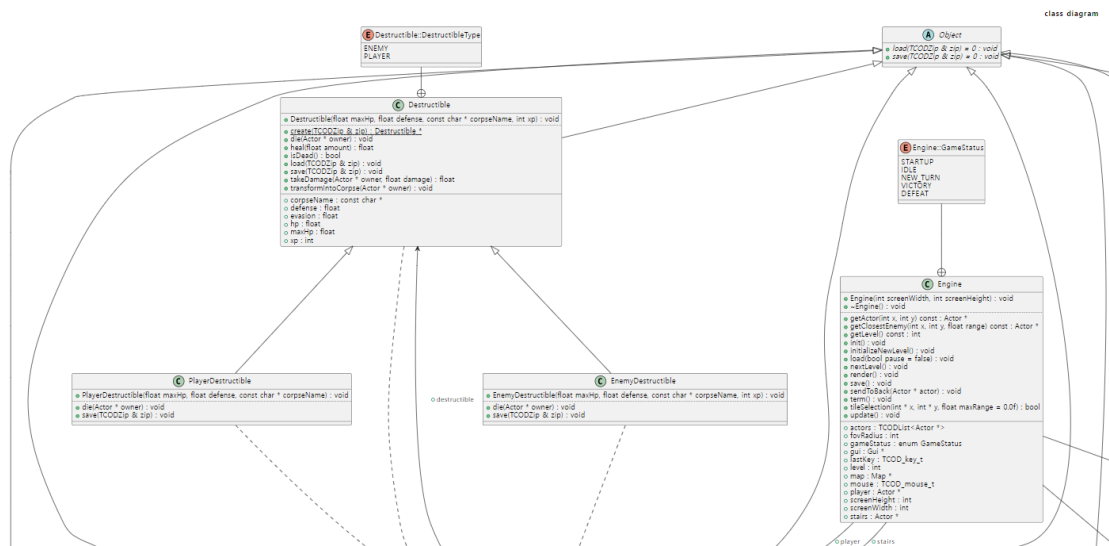 class diagram
E Destructible::DestructibleType
ENEMY
PLAYER
A Object
load(TCODZip & zip) = 0 : void
save(TCODZip & zip) = 0 : void
C Destructible
Destructible(float maxHp, float defense, const char * corpseName, int xp) : void
create(TCODZip & zip) : Destructible *
die(Actor * owner) : void
heal(float amount) : float
isDead() : bool
load(TCODZip & zip) : void
save(TCODZip & zip) : void
takeDamage(Actor * owner, float damage) : float
transformIntoCorpse(Actor * owner) : void
corpseName : const char *
defense : float
evasion : float
hp : float
maxHp : float
xp : int
E Engine::GameStatus
STARTUP
IDLE
NEW_TURN
VICTORY
DEFEAT
C Engine
Engine(int screenWidth, int screenHeight) : void
~Engine() : void
getActor(int x, int y) const : Actor *
getClosestEnemy(int x, int y, float range) const : Actor *
getLevel() const : int
init() : void
initializeNewLevel() : void
load(bool pause = false) : void
nextLevel() : void
render() : void
save() : void
sendToBack(Actor * actor) : void
term() : void
tileSelection(int * x, int * y, float maxRange = 0.0f) : bool
update() : void
actors : TCODList<Actor *>
fovRadius : int
gameStatus : enum GameStatus
gui : Gui *
lastKey : TCOD_key_t
level : int
map : Map *
mouse : TCOD_mouse_t
player : Actor *
screenHeight : int
screenWidth : int
stairs : Actor *
C PlayerDestructible
PlayerDestructible(float maxHp, float defense, const char * corpseName) : void
die(Actor * owner) : void
save(TCODZip & zip) : void
destructible
C EnemyDestructible
EnemyDestructible(float maxHp, float defense, const char * corpseName, int xp) : void
die(Actor * owner) : void
save(TCODZip & zip) : void
player
stairs